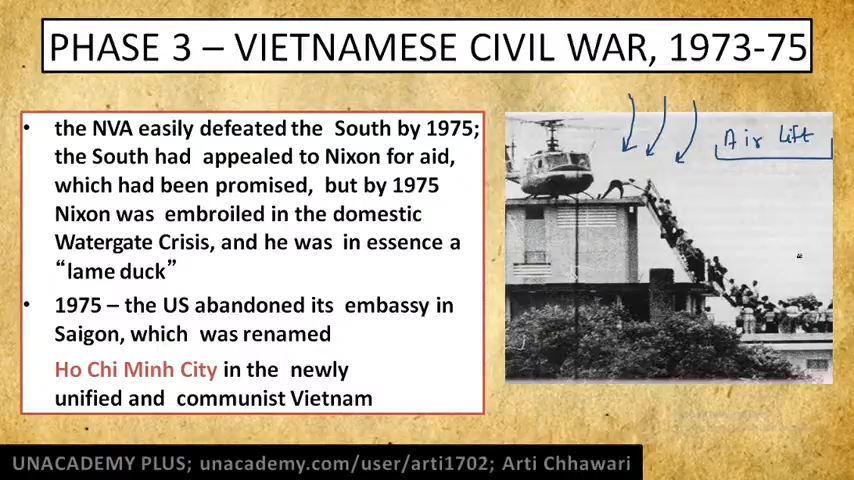 PHASE 3 – VIETNAMESE CIVIL WAR, 1973-75
• the NVA easily defeated the South by 1975;
the South had appealed to Nixon for aid,
which had been promised, but by 1975
Nixon was embroiled in the domestic
Watergate Crisis, and he was in essence a
“lame duck”
• 1975 – the US abandoned its embassy in
Saigon, which was renamed
Ho Chi Minh City in the newly
unified and communist Vietnam
Air lift
UNACADEMY PLUS; unacademy.com/user/arti1702; Arti Chhawari